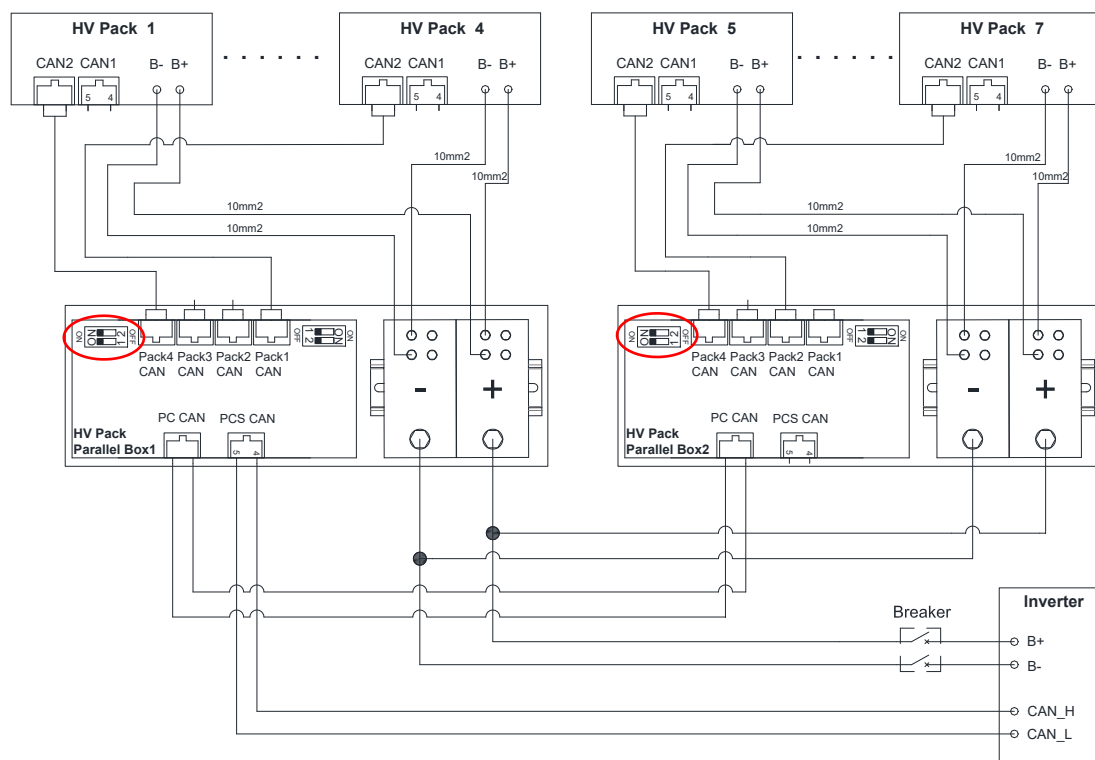 HV Pack 1
HV Pack 4
HV Pack 5
HV Pack 7
CAN2 CAN1 B- B+
CAN2 CAN1 B- B+
CAN2 CAN1 B- B+
CAN2 CAN1 B- B+
5 4
5 4
5 4
5 4
10mm2
10mm2
10mm2
10mm2
10mm2
10mm2
10mm2
10mm2
ON
ON
2
1
OFF
OFF
1 2
ON
Pack4 CAN
Pack3 CAN
Pack2 CAN
Pack1 CAN
-
+
PC CAN
PCS CAN
5 4
HV Pack
Parallel Box1
ON
ON
2
1
OFF
OFF
1 2
ON
Pack4 CAN
Pack3 CAN
Pack2 CAN
Pack1 CAN
-
+
PC CAN
PCS CAN
5 4
HV Pack
Parallel Box2
Breaker
Inverter
B+
B-
CAN_H
CAN_L